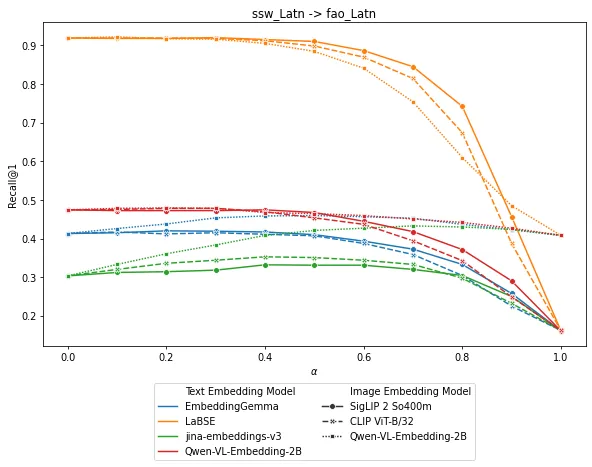 ssw_Latn -> fao_Latn
Recall@1
0.9
0.8
0.7
0.6
0.5
0.4
0.3
0.2
0.0 0.2 0.4 0.6 0.8 1.0
α
Text Embedding Model Image Embedding Model
EmbeddingGemma SigLIP 2 So400m
LaBSE CLIP ViT-B/32
jina-embeddings-v3 Qwen-VL-Embedding-2B
Qwen-VL-Embedding-2B